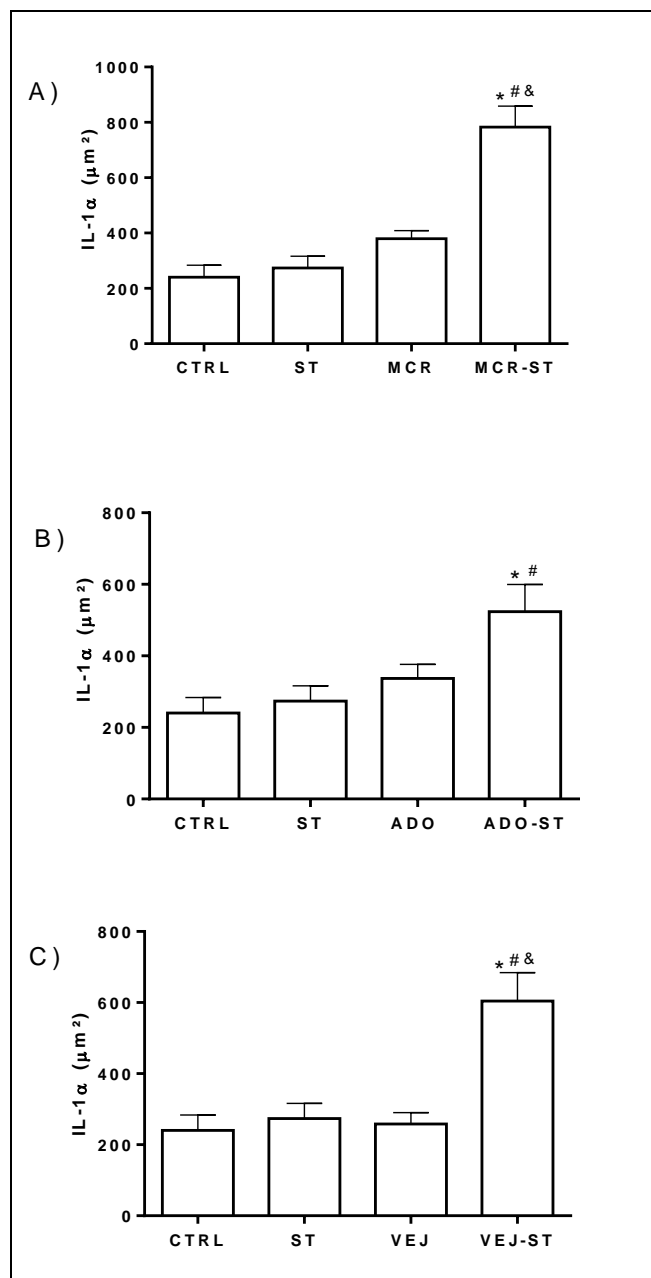 A)
IL-1α (μm²)
1000
800
600
400
200
0
* # &
CTRL ST MCR MCR-ST
B)
IL-1α (μm²)
800
600
400
200
0
* #
CTRL ST ADO ADO-ST
C)
IL-1α (μm²)
800
600
400
200
0
* # &
CTRL ST VEJ VEJ-ST